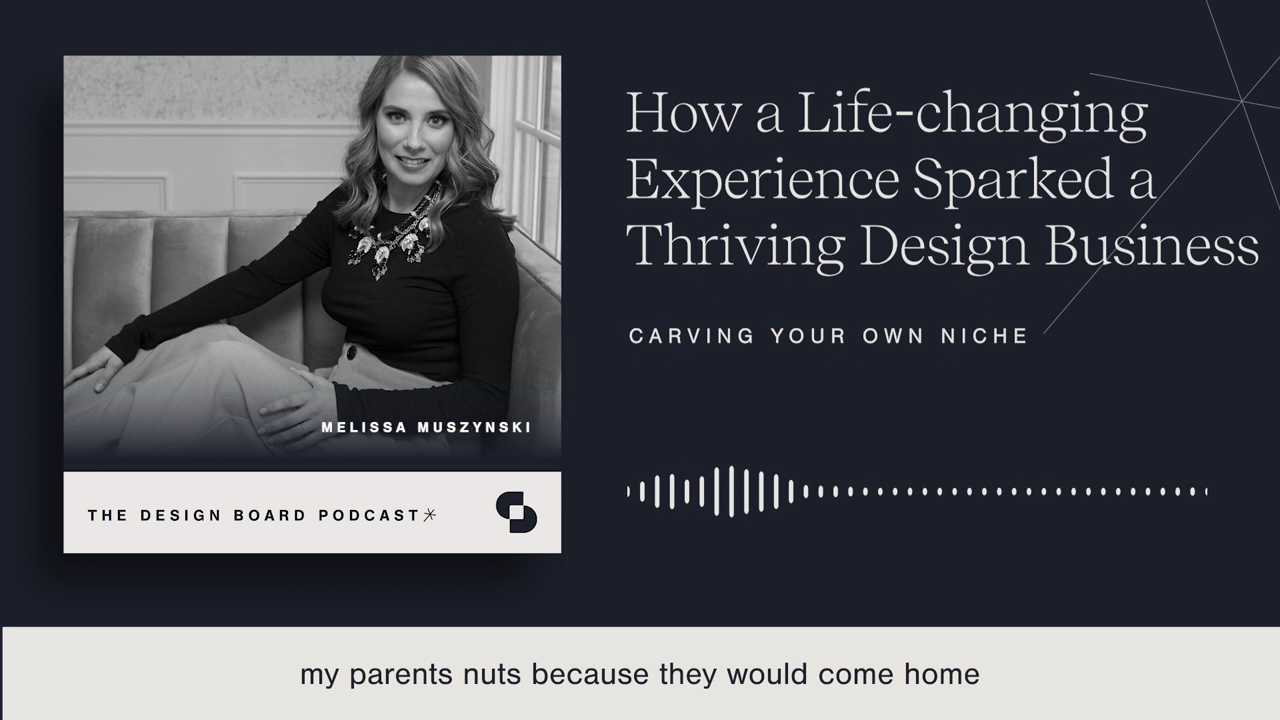 How a Life-changing
Experience Sparked a
Thriving Design Business
CARVING YOUR OWN NICHE
MELISSA MUSZYNSKI
THE DESIGN BOARD PODCAST
my parents nuts because they would come home